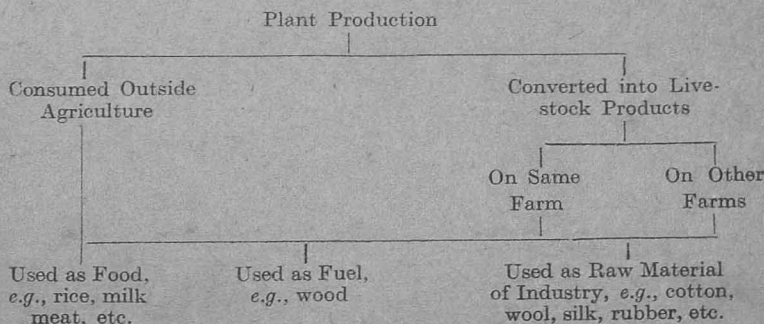 Plant Production
Consumed Outside
Agriculture
Converted into Live-
stock Products
On Same
Farm
On Other
Farms
Used as Food,
e.g., rice, milk
meat, etc.
Used as Fuel,
e.g., wood
Used as Raw Material
of Industry, e.g., cotton,
wool, silk, rubber, etc.